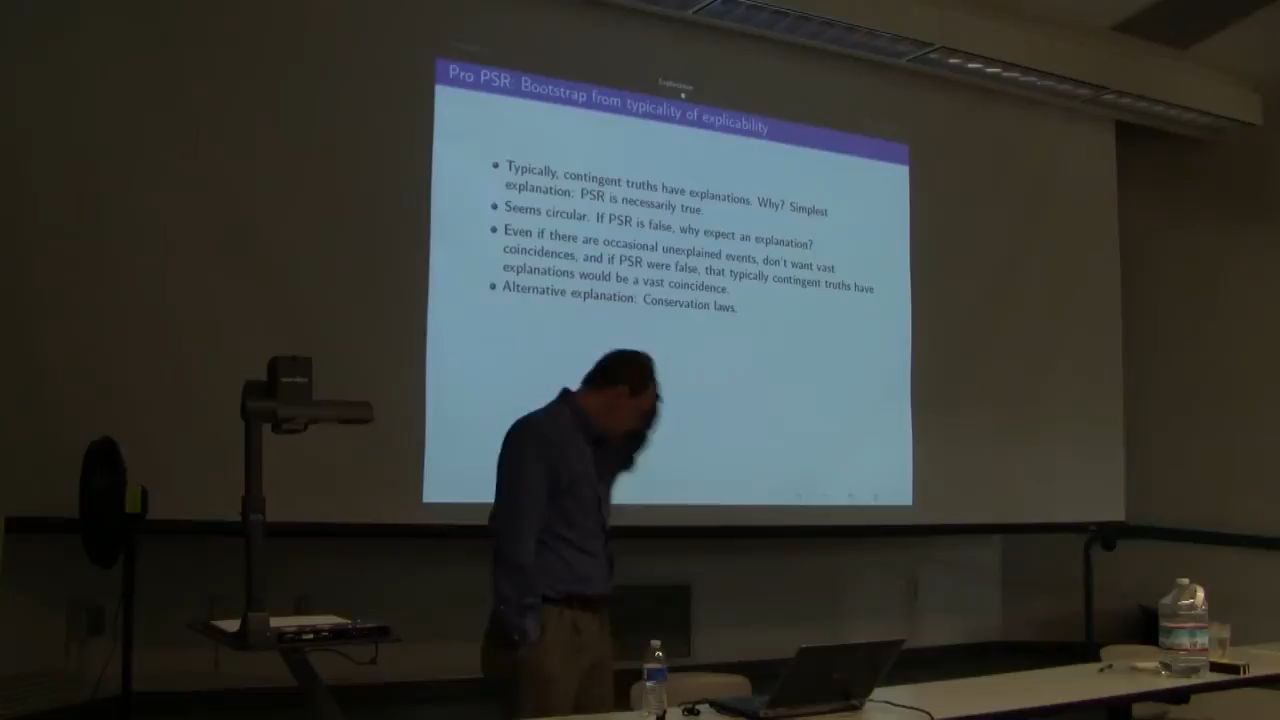 Explanation
Pro PSR: Bootstrap from typicality of explicability
Typically, contingent truths have explanations. Why? Simplest
explanation: PSR is necessarily true.
Seems circular. If PSR is false, why expect an explanation?
Even if there are occasional unexplained events, don't want vast
coincidences, and if PSR were false, that typically contingent truths have
explanations would be a vast coincidence.
Alternative explanation: Conservation laws.